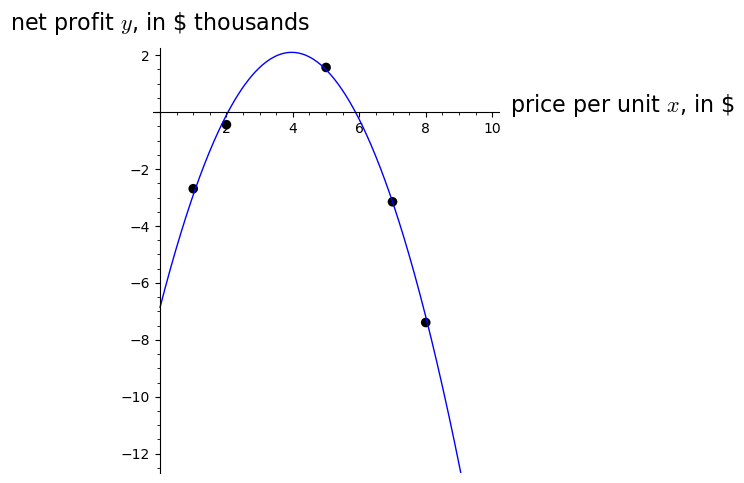 net profit y, in $ thousands
2
price per unit x, in $
2 4 6 8 10
−2
−4
−6
−8
−10
−12